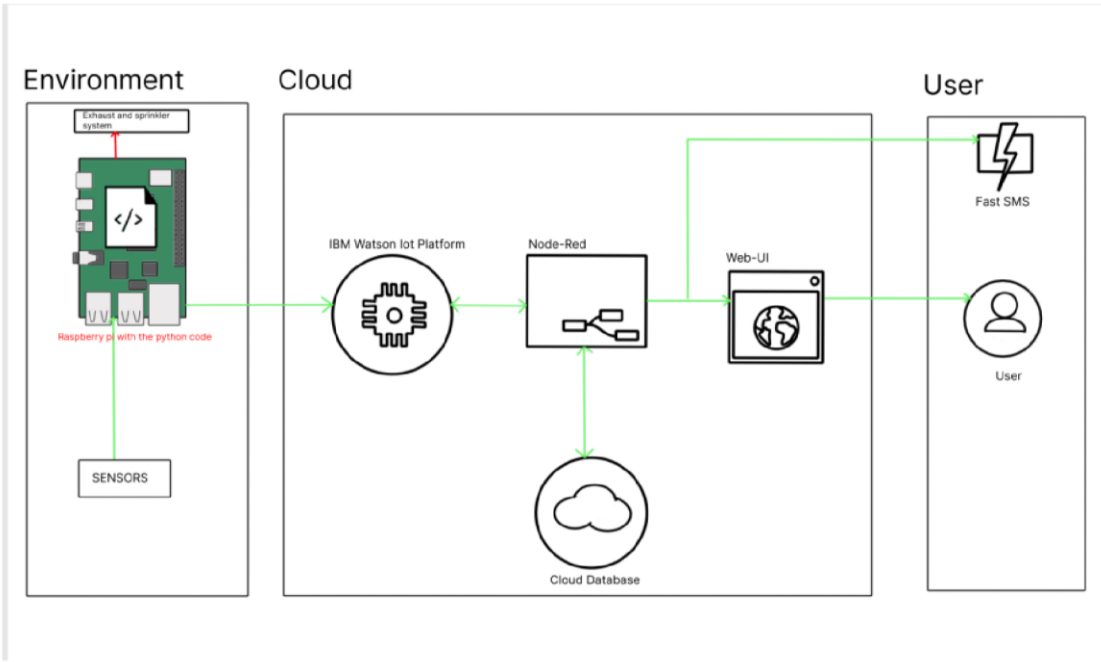 Environment
Cloud
User
Exhaust and sprinkler
system
</>
Raspberry pi with the python code
SENSORS
IBM Watson Iot Platform
Node-Red
Web-UI
Cloud Database
Fast SMS
User